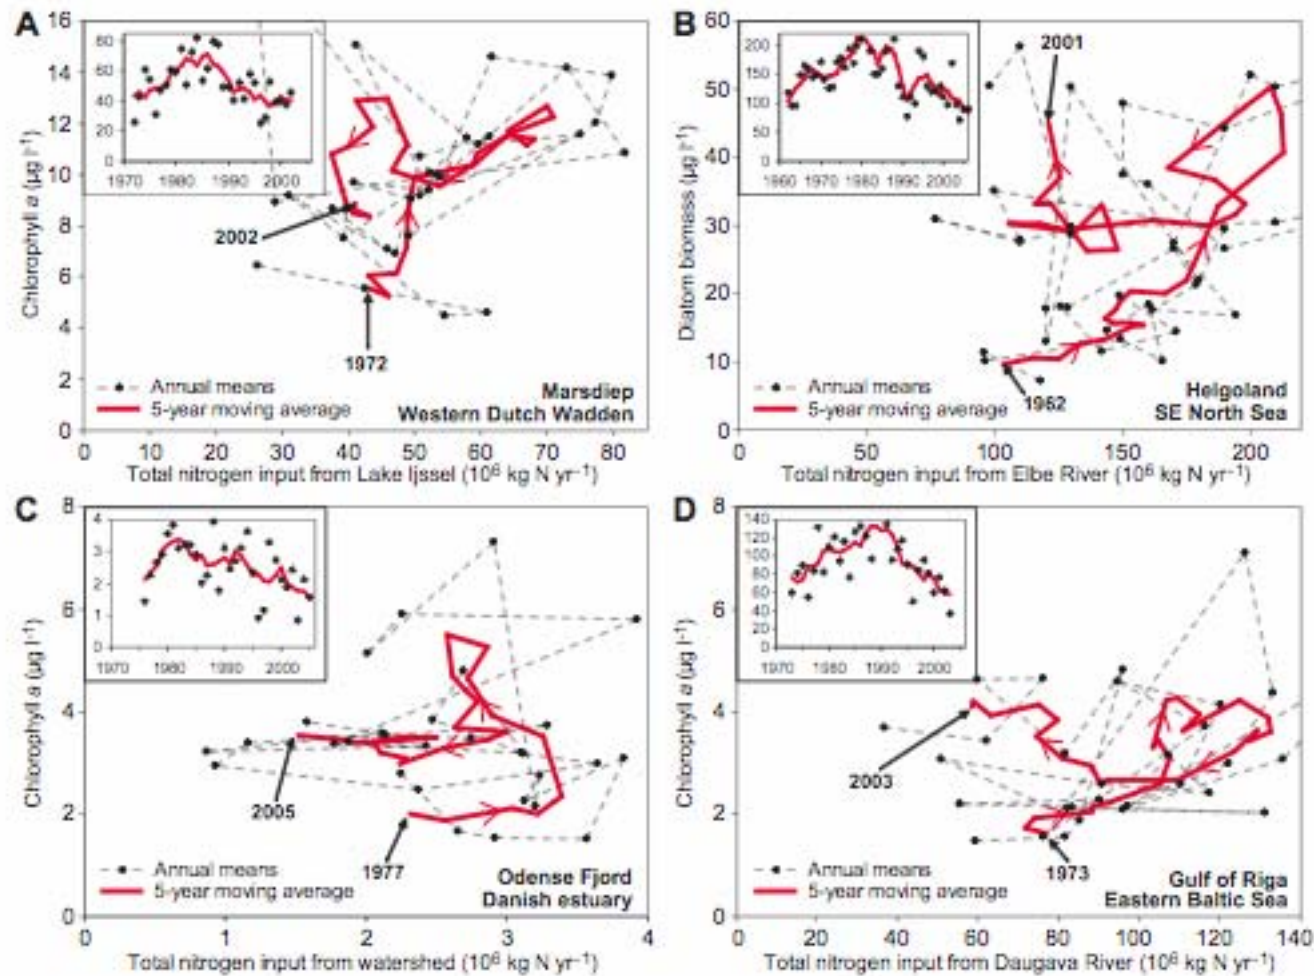 A
16
14
12
10
8
6
4
2
0
Chlorophyll a (µg l⁻¹)
80
60
40
20
0
1970 1980 1990 2000
2002
1972
Annual means
5-year moving average
Marsdiep
Western Dutch Wadden
0 10 20 30 40 50 60 70 80
Total nitrogen input from Lake Ijssel (10⁶ kg N yr⁻¹)
B
60
50
40
30
20
10
0
Diatom biomass (µg l⁻¹)
200
150
100
50
0
1960 1970 1980 1990 2000
2001
1962
Annual means
5-year moving average
Helgoland
SE North Sea
0 50 100 150 200
Total nitrogen input from Elbe River (10⁶ kg N yr⁻¹)
C
8
6
4
2
0
Chlorophyll a (µg l⁻¹)
4
3
2
1
0
1970 1980 1990 2000
2005
1977
Annual means
5-year moving average
Odense Fjord
Danish estuary
0 1 2 3 4
Total nitrogen input from watershed (10⁶ kg N yr⁻¹)
D
8
6
4
2
0
Chlorophyll a (µg l⁻¹)
140
120
100
80
60
40
20
0
1970 1980 1990 2000
2003
1973
Annual means
5-year moving average
Gulf of Riga
Eastern Baltic Sea
0 20 40 60 80 100 120 140
Total nitrogen input from Daugava River (10⁶ kg N yr⁻¹)